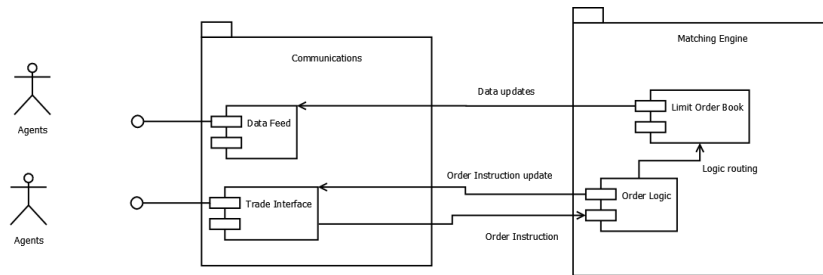 Communications
Matching Engine
Data updates
Limit Order Book
Data Feed
Agents
Logic routing
Order Instruction update
Order Logic
Trade Interface
Order Instruction
Agents